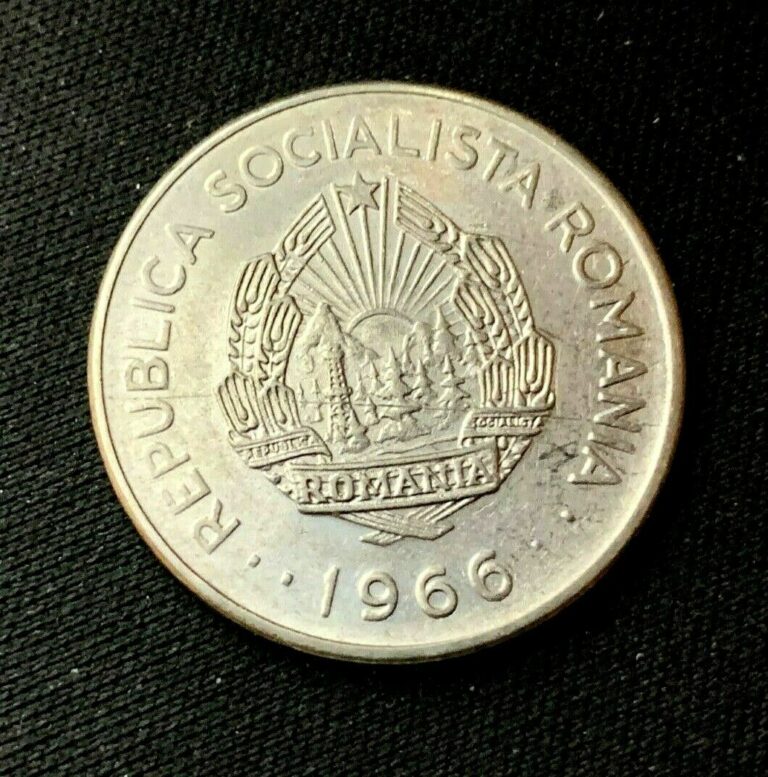 REPUBLICA SOCIALISTA ROMANIA
REPUBLICA
SOCIALISTA
ROMANIA
1966